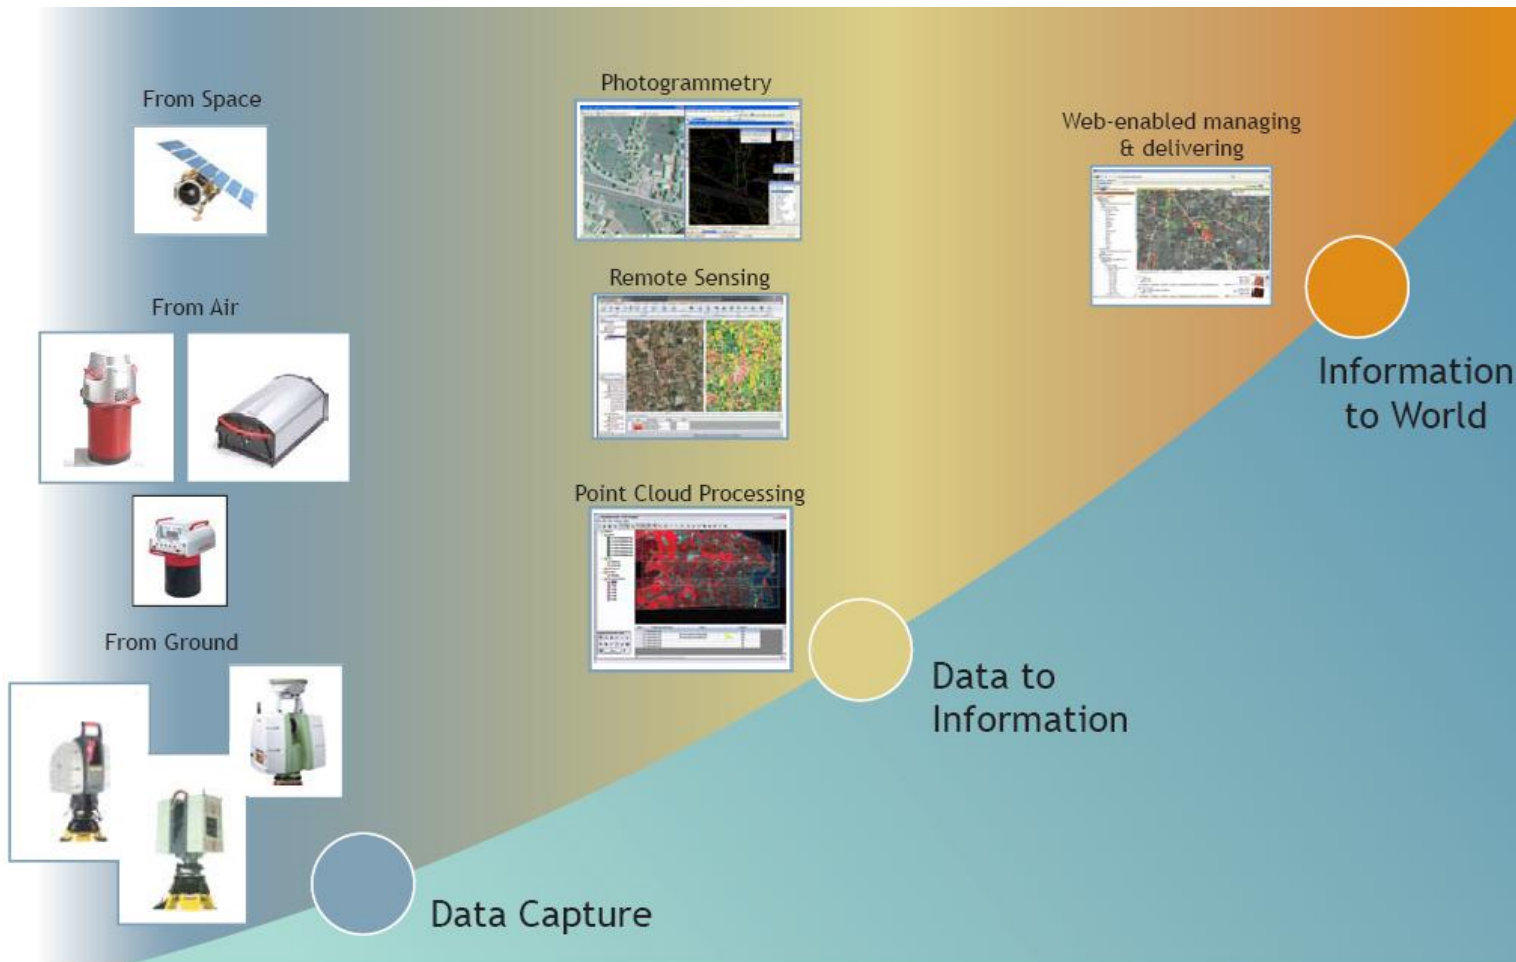 From Space
From Air
From Ground
Data Capture
Photogrammetry
Remote Sensing
Point Cloud Processing
Data to
Information
Web-enabled managing
& delivering
Information
to World